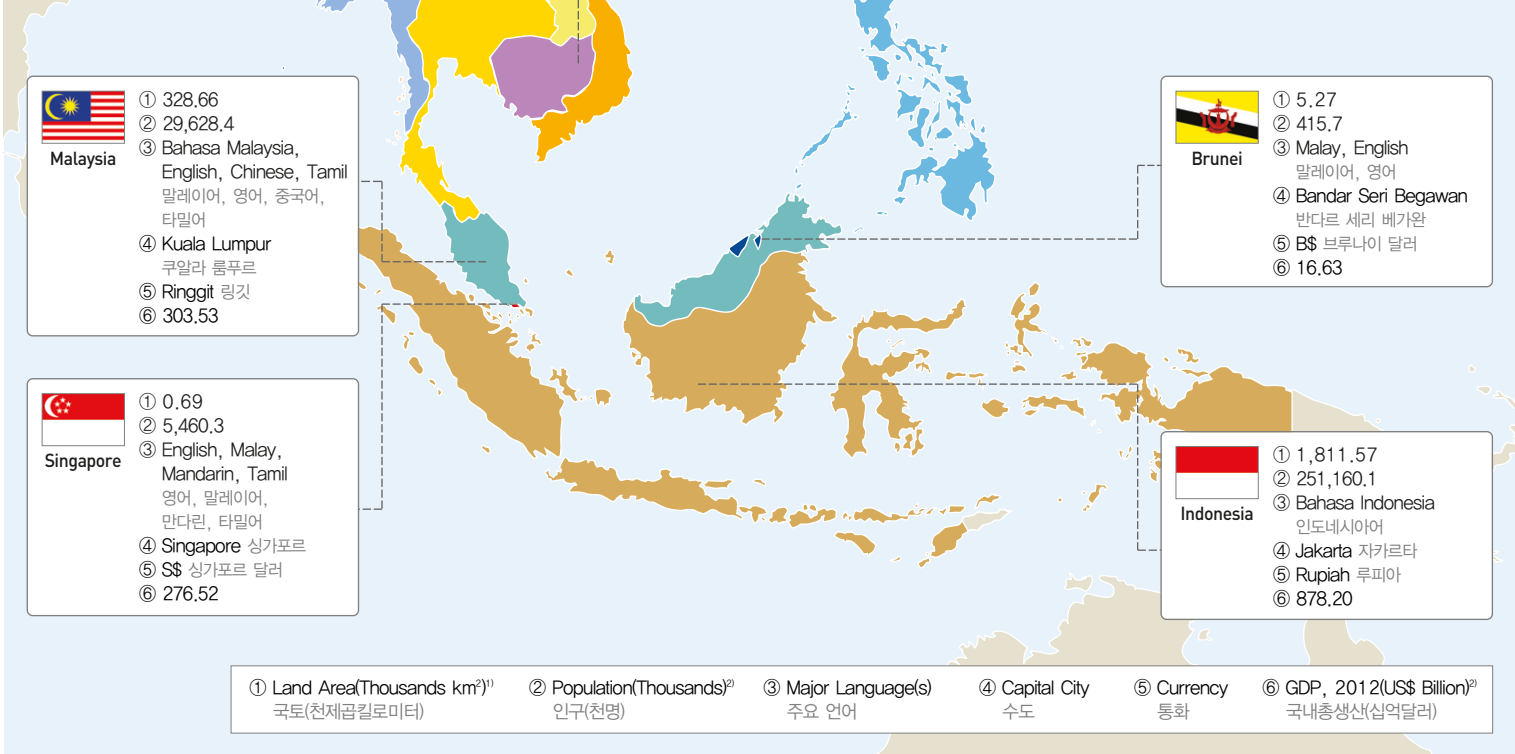 Malaysia
① 328.66
② 29,628.4
③ Bahasa Malaysia,
English, Chinese, Tamil
말레이어, 영어, 중국어,
타밀어
④ Kuala Lumpur
쿠알라 룸푸르
⑤ Ringgit 링깃
⑥ 303.53
Singapore
① 0.69
② 5,460.3
③ English, Malay,
Mandarin, Tamil
영어, 말레이어,
만다린, 타밀어
④ Singapore 싱가포르
⑤ S$ 싱가포르 달러
⑥ 276.52
Brunei
① 5.27
② 415.7
③ Malay, English
말레이어, 영어
④ Bandar Seri Begawan
반다르 세리 베가완
⑤ B$ 브루나이 달러
⑥ 16.63
Indonesia
① 1,811.57
② 251,160.1
③ Bahasa Indonesia
인도네시아어
④ Jakarta 자카르타
⑤ Rupiah 루피아
⑥ 878.20
① Land Area(Thousands km²)¹⁾
국토(천제곱킬로미터)
② Population(Thousands)²⁾
인구(천명)
③ Major Language(s)
주요 언어
④ Capital City
수도
⑤ Currency
통화
⑥ GDP, 2012(US$ Billion)²⁾
국내총생산(십억달러)